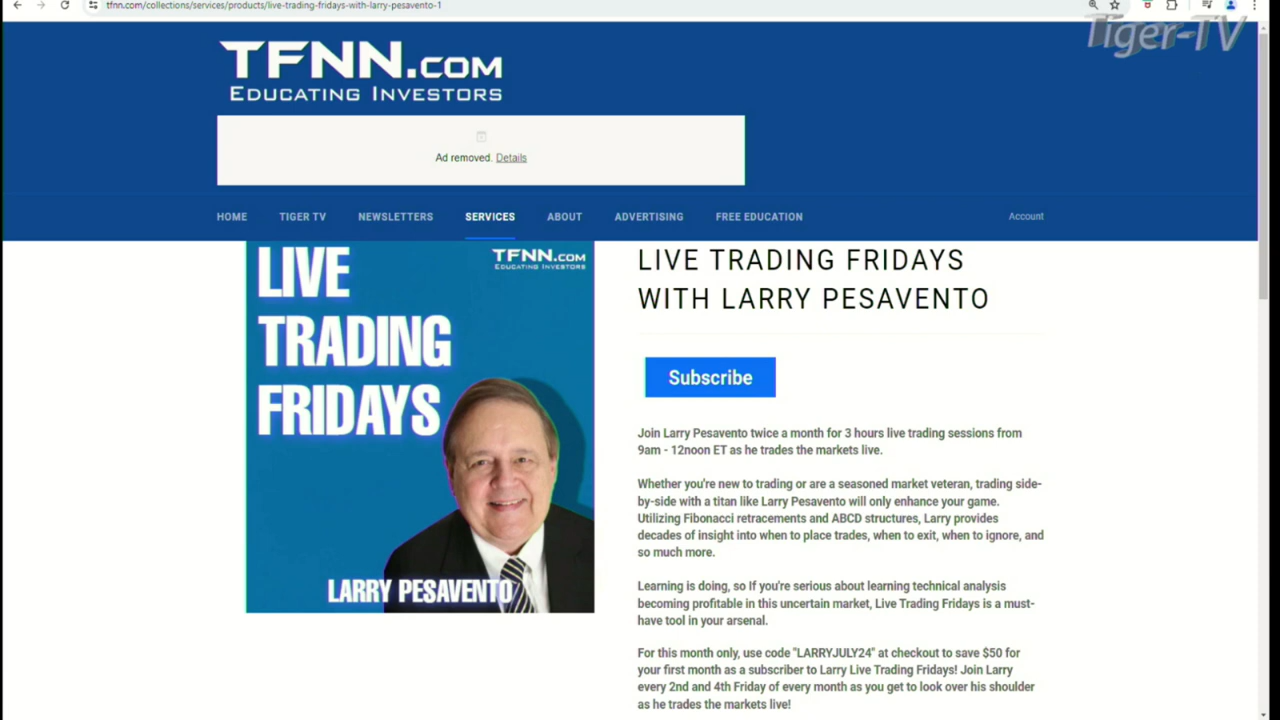 tfnn.com/collections/services/products/live-trading-fridays-with-larry-pesavento-1
Tiger-TV
TFNN.COM
EDUCATING INVESTORS
Ad removed. Details
HOME TIGER TV NEWSLETTERS SERVICES ABOUT ADVERTISING FREE EDUCATION Account
LIVE
TRADING
FRIDAYS
TFNN.COM
EDUCATING INVESTORS
LARRY PESAVENTO
LIVE TRADING FRIDAYS
WITH LARRY PESAVENTO
Subscribe
Join Larry Pesavento twice a month for 3 hours live trading sessions from
9am - 12noon ET as he trades the markets live.
Whether you're new to trading or are a seasoned market veteran, trading side-
by-side with a titan like Larry Pesavento will only enhance your game.
Utilizing Fibonacci retracements and ABCD structures, Larry provides
decades of insight into when to place trades, when to exit, when to ignore, and
so much more.
Learning is doing, so If you're serious about learning technical analysis
becoming profitable in this uncertain market, Live Trading Fridays is a must-
have tool in your arsenal.
For this month only, use code "LARRYJULY24" at checkout to save $50 for
your first month as a subscriber to Larry Live Trading Fridays! Join Larry
every 2nd and 4th Friday of every month as you get to look over his shoulder
as he trades the markets live!